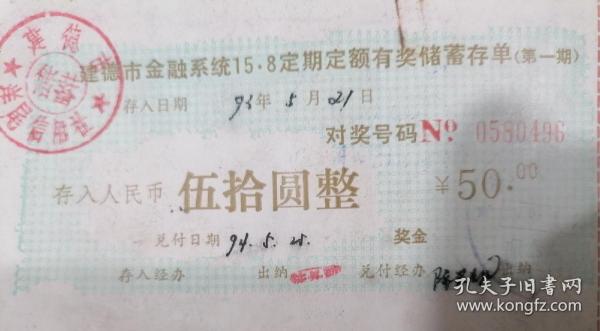 建德市金融系统15.8定期定额有奖储蓄存单(第一期)
存入日期 93年5月21日
对奖号码 No 0580496
存入人民币 伍拾圆整 ¥50.00
兑付日期 94.5.25. 奖金
存入经办 出纳 兑付经办 出纳
孔夫子旧书网
www.kongfz.com